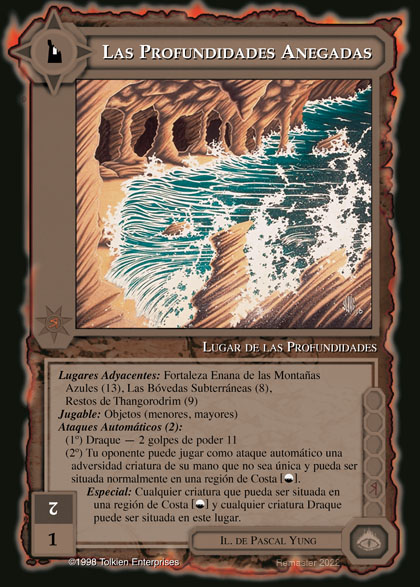 Las Profundidades Anegadas
Lugar de las Profundidades
Lugares Adyacentes: Fortaleza Enana de las Montañas
Azules (13), Las Bóvedas Subterráneas (8),
Restos de Thangorodrim (9)
Jugable: Objetos (menores, mayores)
Ataques Automáticos (2):
(1º) Draque — 2 golpes de poder 11
(2º) Tu oponente puede jugar como ataque automático una
adversidad criatura de su mano que no sea única y pueda ser
situada normalmente en una región de Costa [].
Especial: Cualquier criatura que pueda ser situada en
una región de Costa [] y cualquier criatura Draque
puede ser situada en este lugar.
2
1
Il. de Pascal Yung
©1998 Tolkien Enterprises
Remaster 2022